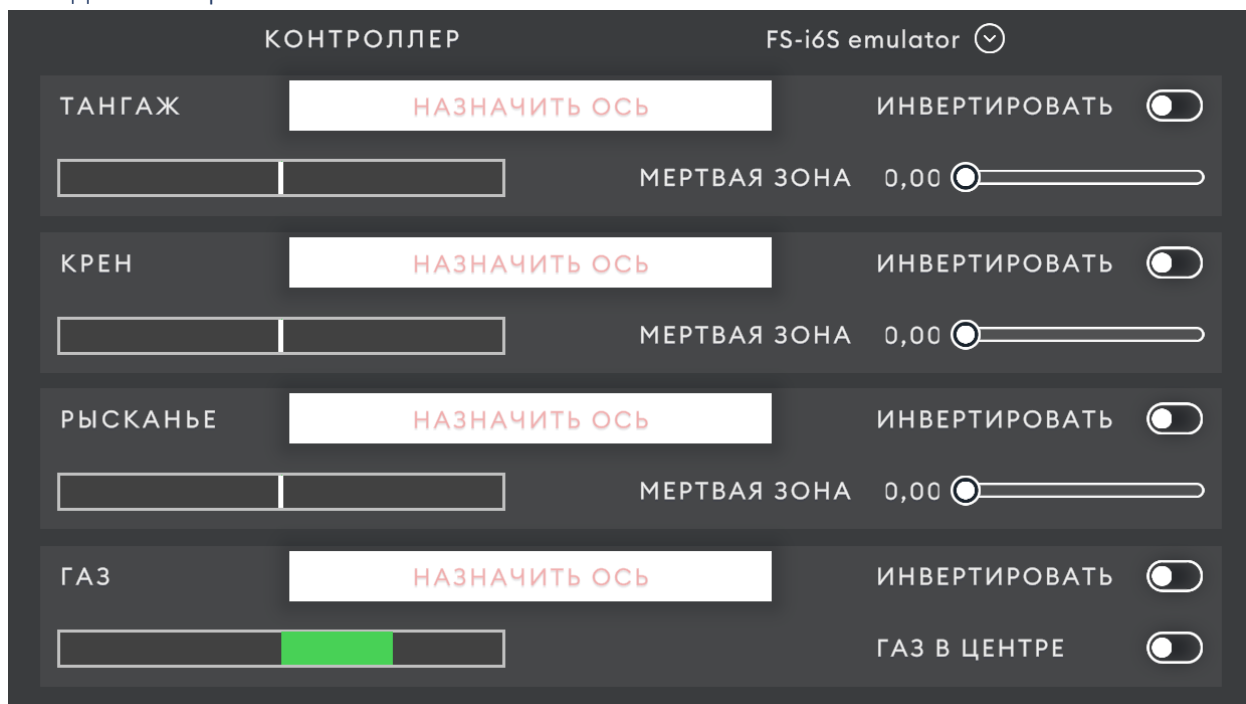 КОНТРОЛЛЕР FS-i6S emulator
ТАНГАЖ НАЗНАЧИТЬ ОСЬ ИНВЕРТИРОВАТЬ
МЕРТВАЯ ЗОНА 0,00
КРЕН НАЗНАЧИТЬ ОСЬ ИНВЕРТИРОВАТЬ
МЕРТВАЯ ЗОНА 0,00
РЫСКАНЬЕ НАЗНАЧИТЬ ОСЬ ИНВЕРТИРОВАТЬ
МЕРТВАЯ ЗОНА 0,00
ГАЗ НАЗНАЧИТЬ ОСЬ ИНВЕРТИРОВАТЬ
ГАЗ В ЦЕНТРЕ